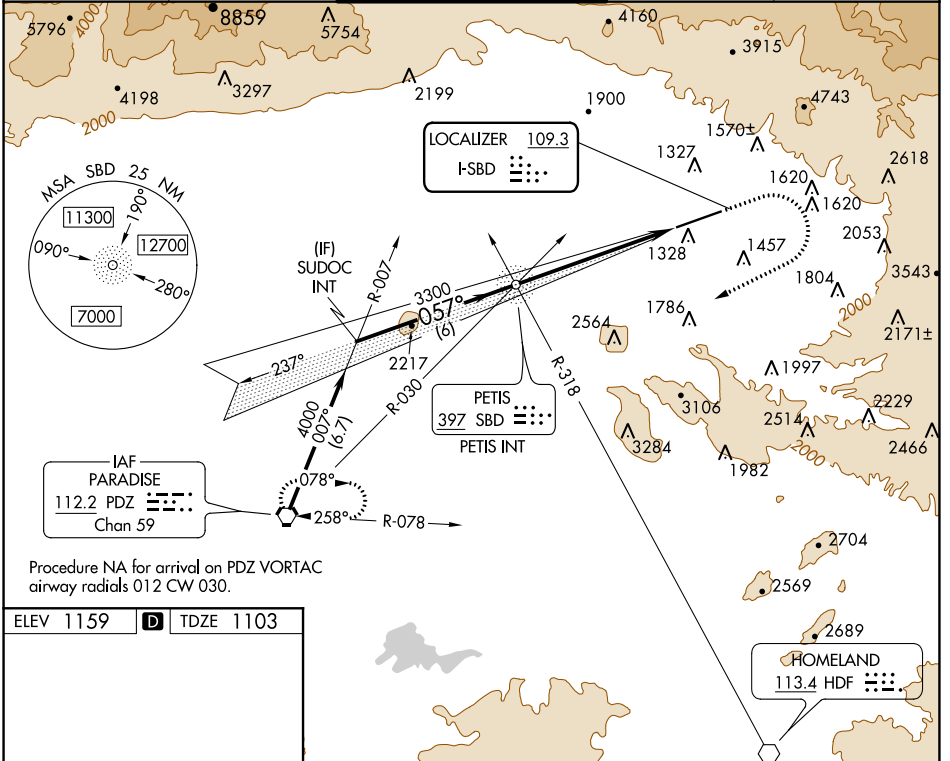 5796
4000
8859
5754
4160
3915
4198
3297
2199
1900
4743
2000
1570±
LOCALIZER 109.3
I-SBD
1327
2618
1620
1620
MSA SBD 25 NM
11300
190°
12700
090°
280°
7000
(IF)
SUDOC
INT
R-007
1328
1457
2053
3543
1804
2000
3300
057°
(6)
1786
2564
2171±
237°
2217
R-030
R-318
1997
PETIS
397 SBD
PETIS INT
3106
2514
2229
3284
1982
2466
2000
4000
007°
(6.7)
IAF
PARADISE
112.2 PDZ
Chan 59
078°
258°
R-078
2704
2569
2689
Procedure NA for arrival on PDZ VORTAC
airway radials 012 CW 030.
ELEV 1159 D TDZE 1103
HOMELAND
113.4 HDF